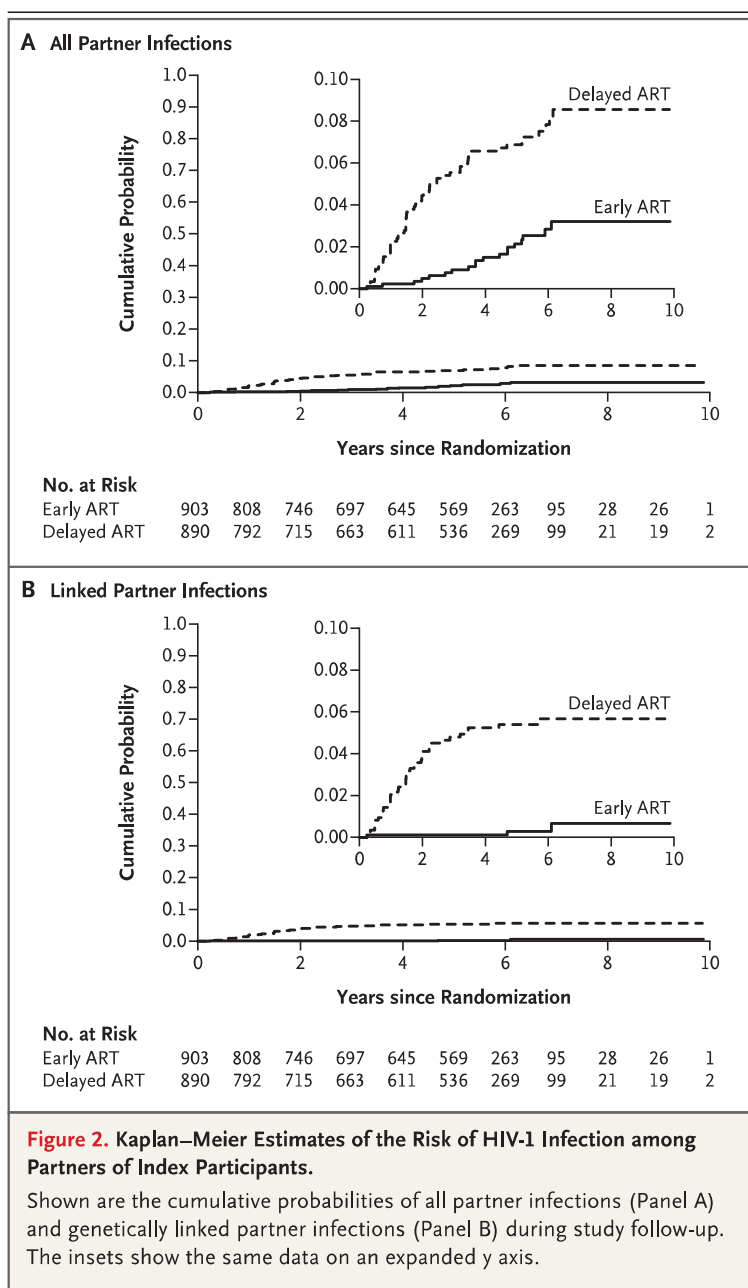 A All Partner Infections
1.0
0.9
0.8
0.7
0.6
0.5
0.4
0.3
0.2
0.1
0.0
Cumulative Probability
0.10
0.08
0.06
0.04
0.02
0.00
Delayed ART
Early ART
0 2 4 6 8 10
0 2 4 6 8 10
Years since Randomization
No. at Risk
Early ART 903 808 746 697 645 569 263 95 28 26 1
Delayed ART 890 792 715 663 611 536 269 99 21 19 2
B Linked Partner Infections
1.0
0.9
0.8
0.7
0.6
0.5
0.4
0.3
0.2
0.1
0.0
Cumulative Probability
0.10
0.08
0.06
0.04
0.02
0.00
Delayed ART
Early ART
0 2 4 6 8 10
0 2 4 6 8 10
Years since Randomization
No. at Risk
Early ART 903 808 746 697 645 569 263 95 28 26 1
Delayed ART 890 792 715 663 611 536 269 99 21 19 2
Figure 2. Kaplan–Meier Estimates of the Risk of HIV-1 Infection among
Partners of Index Participants.
Shown are the cumulative probabilities of all partner infections (Panel A)
and genetically linked partner infections (Panel B) during study follow-up.
The insets show the same data on an expanded y axis.